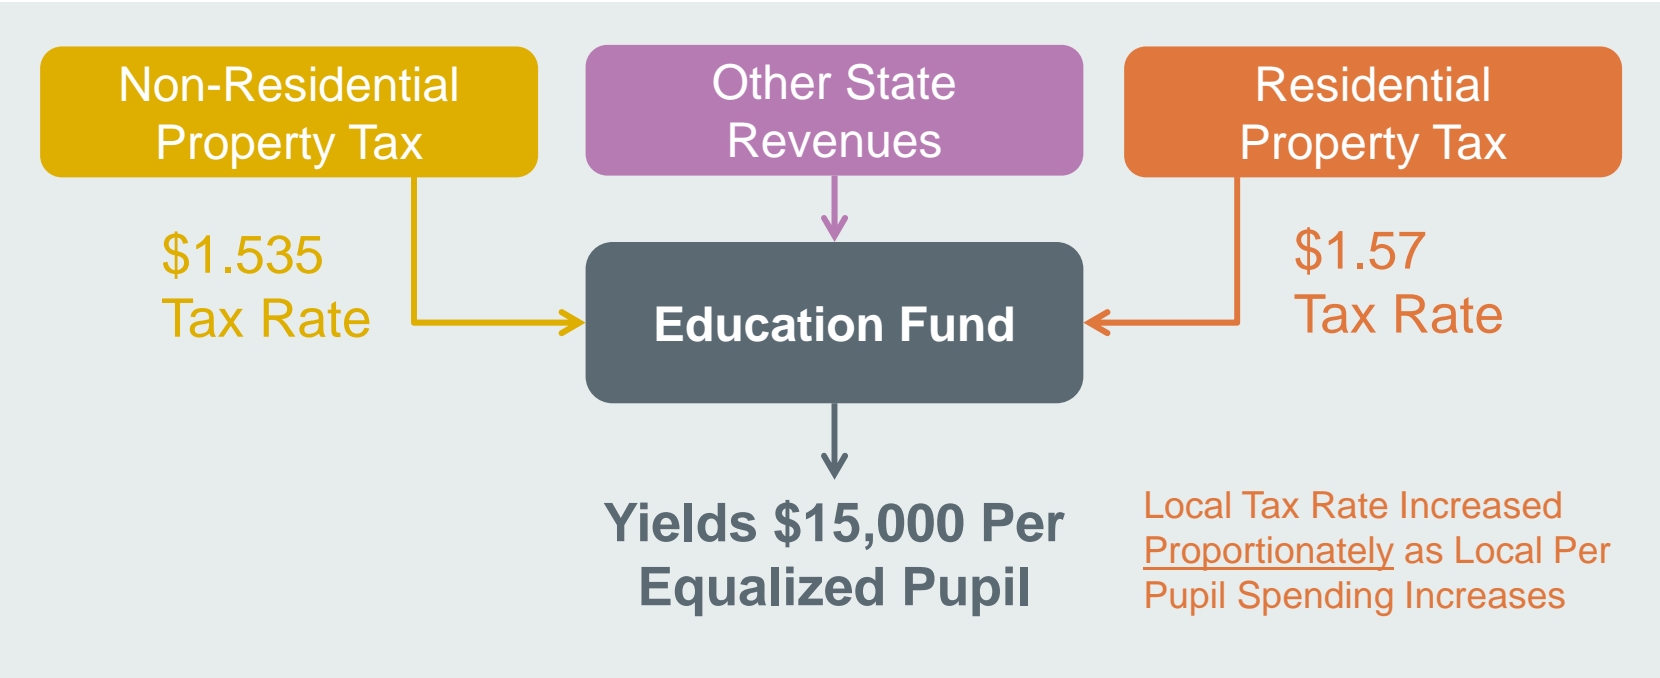 Non-Residential
Property Tax
Other State
Revenues
Residential
Property Tax
$1.535
Tax Rate
Education Fund
$1.57
Tax Rate
Yields $15,000 Per
Equalized Pupil
Local Tax Rate Increased
Proportionately as Local Per
Pupil Spending Increases